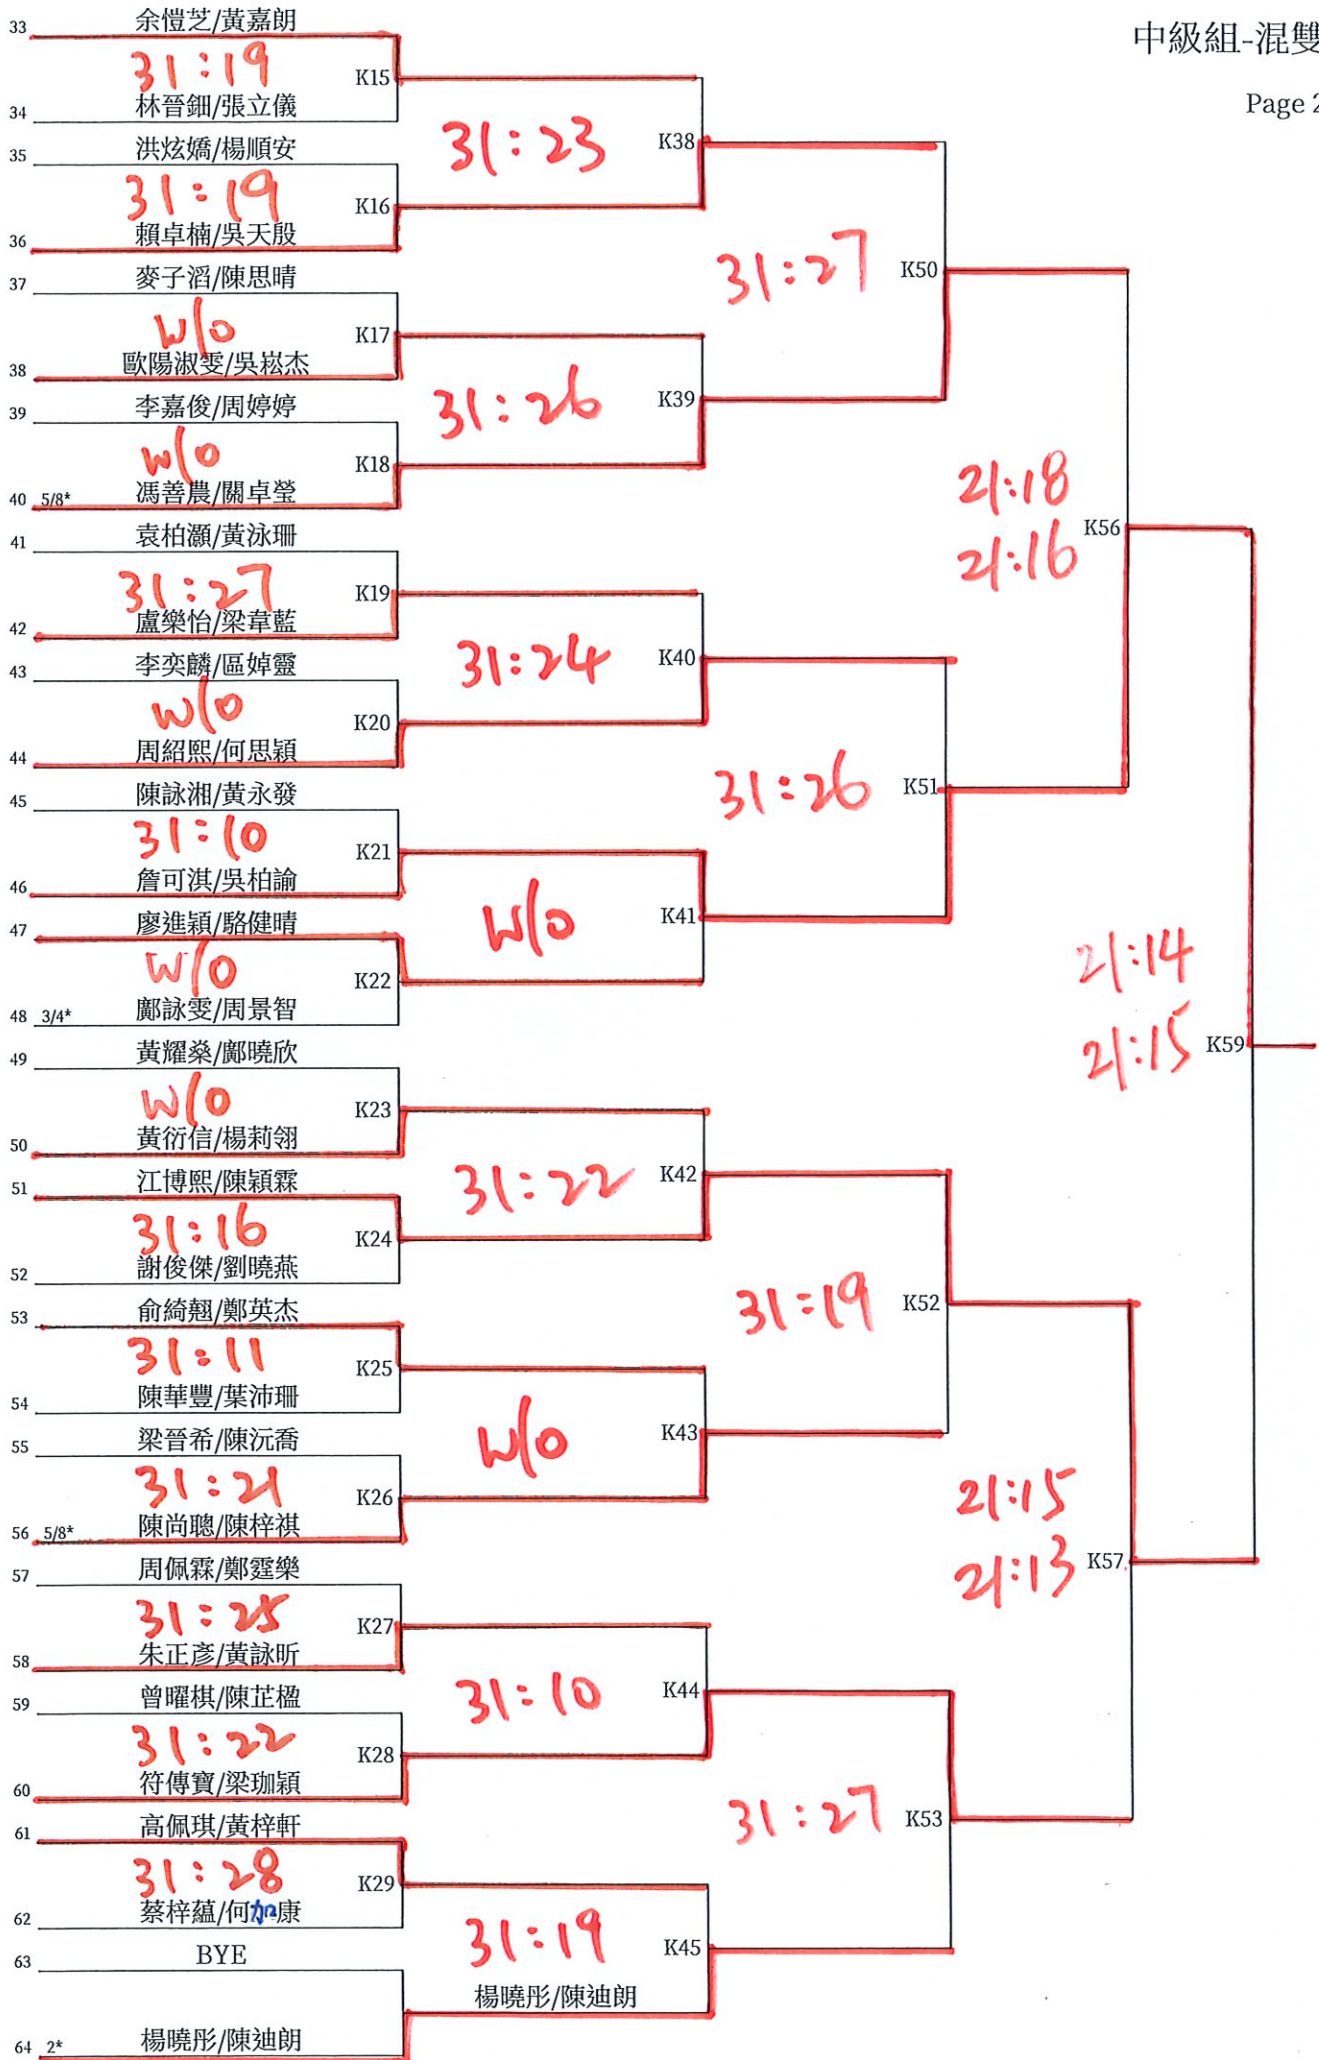 中級組-混雙
Page 2
33 余愷芝/黃嘉朗
31:19 K15
34 林晉鈿/張立儀
31:23 K38
35 洪炫嬌/楊順安
31:19 K16
36 賴卓楠/吳天殷
31:27 K50
37 麥子滔/陳思晴
W/O K17
38 歐陽淑雯/吳崧杰
31:26 K39
39 李嘉俊/周婷婷
W/O K18
40 5/8* 馮善農/關卓瑩
21:18
21:16 K56
41 袁柏灝/黃泳珊
31:27 K19
42 盧樂怡/梁韋藍
31:24 K40
43 李奕麟/區婥靈
W/O K20
44 周紹熙/何思穎
31:26 K51
45 陳詠湘/黃永發
31:10 K21
46 詹可淇/吳柏諭
W/O K41
47 廖進穎/駱健晴
W/O K22
48 3/4* 鄺詠雯/周景智
21:14
21:15 K59
49 黃耀燊/鄺曉欣
W/O K23
50 黃衍信/楊莉翎
31:22 K42
51 江博熙/陳穎霖
31:16 K24
52 謝俊傑/劉曉燕
31:19 K52
53 俞綺翹/鄭英杰
31:11 K25
54 陳華豐/葉沛珊
W/O K43
55 梁晉希/陳沅喬
31:21 K26
56 5/8* 陳尚聰/陳梓祺
21:15
21:13 K57
57 周佩霖/鄭霆樂
31:25 K27
58 朱正彥/黃詠昕
31:10 K44
59 曾曜棋/陳芷楹
31:22 K28
60 符傳寶/梁珈穎
31:27 K53
61 高佩琪/黃梓軒
31:28 K29
62 蔡梓蘊/何加康
31:19 K45
63 BYE
楊曉彤/陳迪朗
64 2* 楊曉彤/陳迪朗